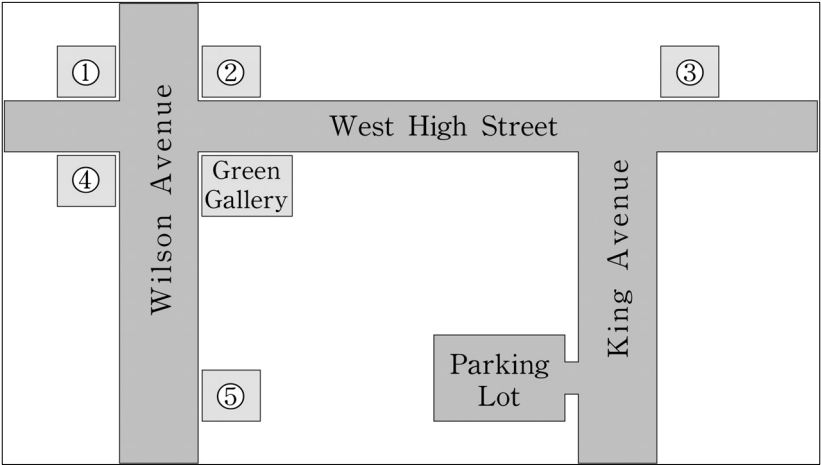 ① ② ③
West High Street
Wilson Avenue
④
Green
Gallery
King Avenue
Parking
Lot
⑤